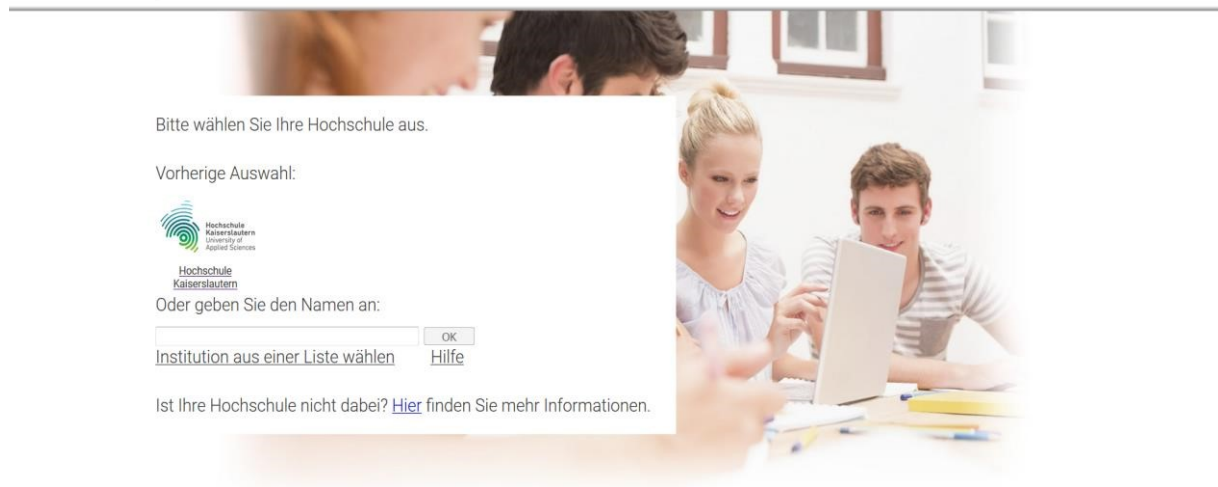 Bitte wählen Sie Ihre Hochschule aus.
Vorherige Auswahl:
Hochschule
Kaiserslautern
University of
Applied Sciences
Hochschule
Kaiserslautern
Oder geben Sie den Namen an:
OK
Institution aus einer Liste wählen Hilfe
Ist Ihre Hochschule nicht dabei? Hier finden Sie mehr Informationen.